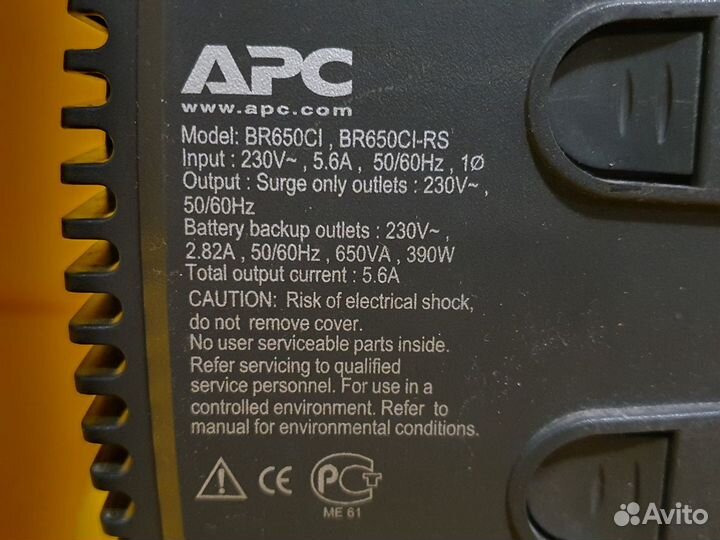 APC
www.apc.com
Model: BR650CI , BR650CI-RS
Input : 230V~ , 5.6A , 50/60Hz , 1Ø
Output : Surge only outlets : 230V~ ,
50/60Hz
Battery backup outlets : 230V~ ,
2.82A , 50/60Hz , 650VA , 390W
Total output current : 5.6A
CAUTION: Risk of electrical shock,
do not remove cover.
No user serviceable parts inside.
Refer servicing to qualified
service personnel. For use in a
controlled environment. Refer to
manual for environmental conditions.
CE PCT
ME 61
Avito